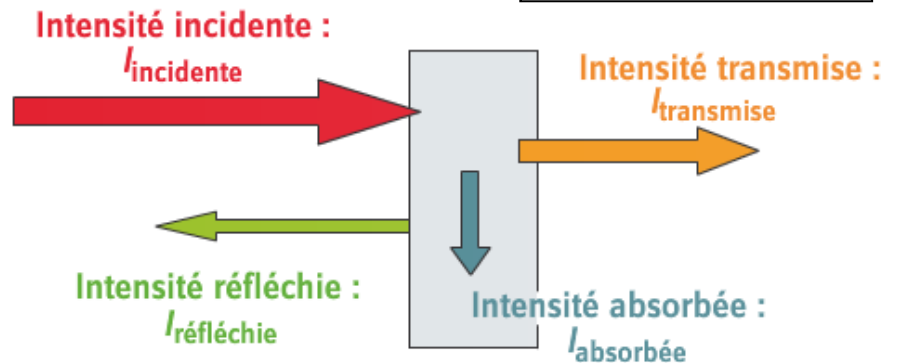 Intensité incidente :
Iincidente
Intensité transmise :
Itransmise
Intensité réfléchie :
Iréfléchie
Intensité absorbée :
Iabsorbée